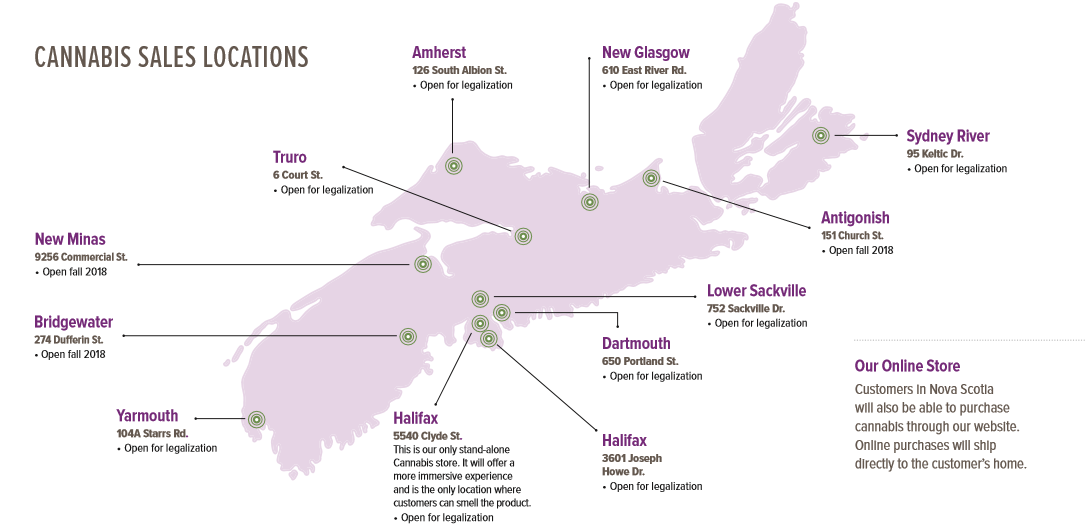 CANNABIS SALES LOCATIONS
Amherst
126 South Albion St.
• Open for legalization
New Glasgow
610 East River Rd.
• Open for legalization
Sydney River
95 Keltic Dr.
• Open for legalization
Truro
6 Court St.
• Open for legalization
Antigonish
151 Church St.
• Open fall 2018
New Minas
9256 Commercial St.
• Open fall 2018
Lower Sackville
752 Sackville Dr.
• Open for legalization
Bridgewater
274 Dufferin St.
• Open fall 2018
Dartmouth
650 Portland St.
• Open for legalization
Yarmouth
104A Starrs Rd.
• Open for legalization
Halifax
5540 Clyde St.
This is our only stand-alone
Cannabis store. It will offer a
more immersive experience
and is the only location where
customers can smell the product.
• Open for legalization
Halifax
3601 Joseph
Howe Dr.
• Open for legalization
Our Online Store
Customers in Nova Scotia
will also be able to purchase
cannabis through our website.
Online purchases will ship
directly to the customer's home.